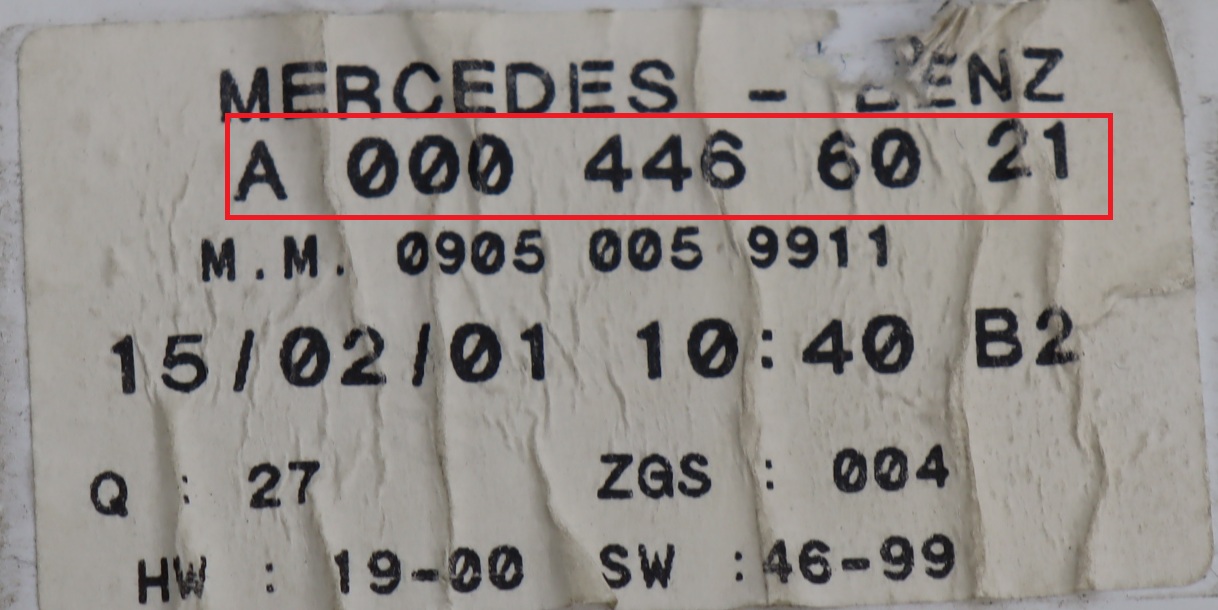 MERCEDES - BENZ
A 000 446 60 21
M.M. 0905 005 9911
15/02/01 10:40 B2
Q : 27 ZGS : 004
HW : 19-00 SW :46-99